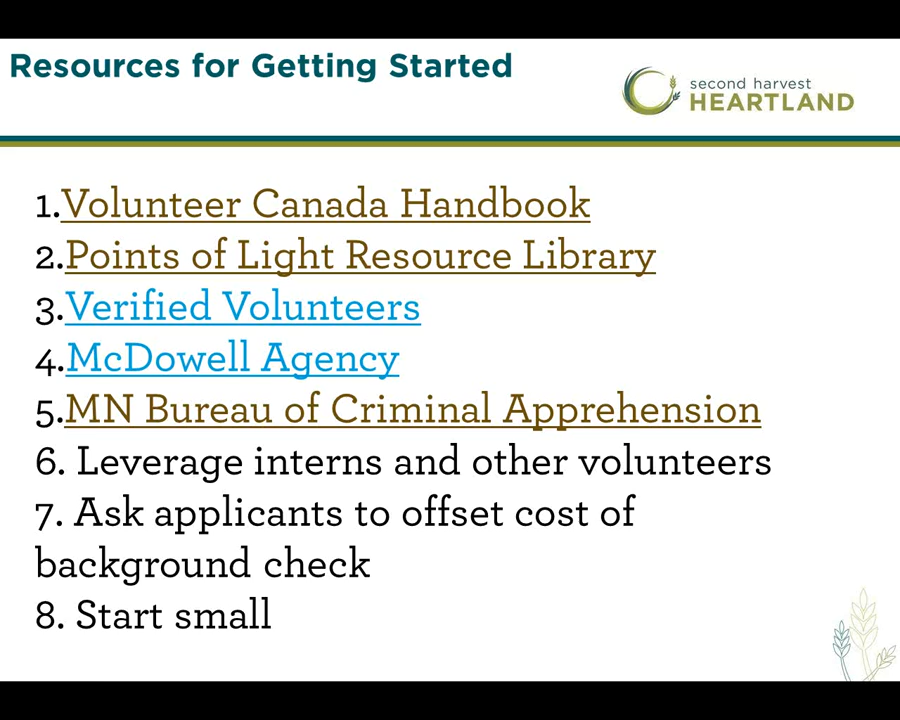 Resources for Getting Started
second harvest
HEARTLAND
1.Volunteer Canada Handbook
2.Points of Light Resource Library
3.Verified Volunteers
4.McDowell Agency
5.MN Bureau of Criminal Apprehension
6. Leverage interns and other volunteers
7. Ask applicants to offset cost of
background check
8. Start small